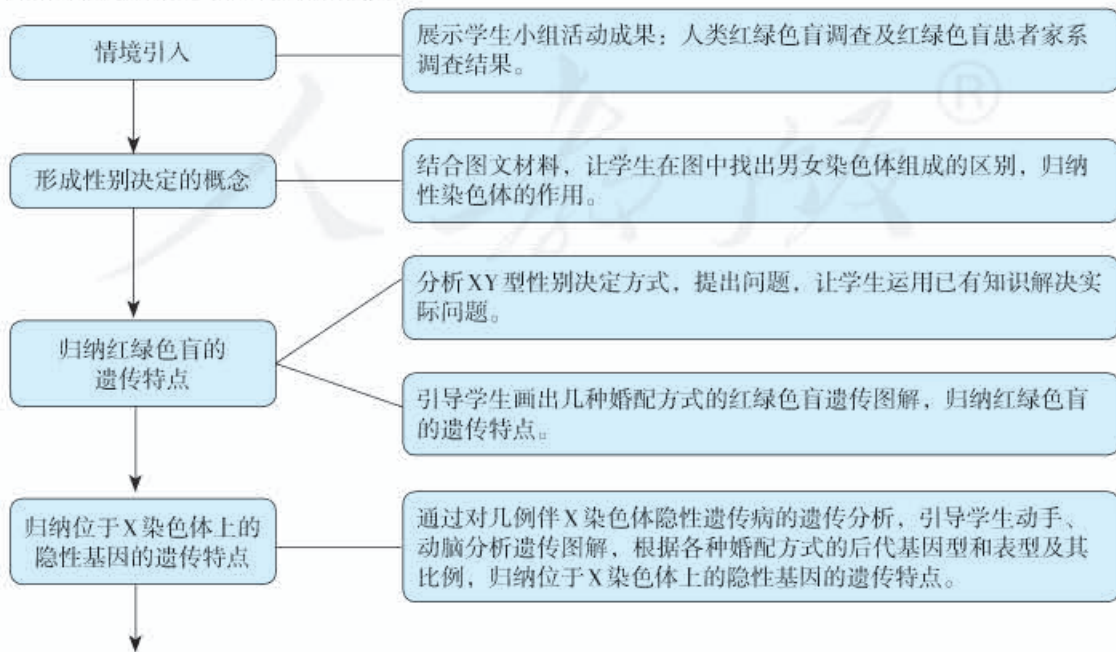 情境引入
展示学生小组活动成果：人类红绿色盲调查及红绿色盲患者家系
调查结果。
形成性别决定的概念
结合图文材料，让学生在图中找出男女染色体组成的区别，归纳
性染色体的作用。
分析XY型性别决定方式，提出问题，让学生运用已有知识解决实
际问题。
归纳红绿色盲的
遗传特点
引导学生画出几种婚配方式的红绿色盲遗传图解，归纳红绿色盲
的遗传特点。
归纳位于X染色体上的
隐性基因的遗传特点
通过对几例伴X染色体隐性遗传病的遗传分析，引导学生动手、
动脑分析遗传图解，根据各种婚配方式的后代基因型和表型及其
比例，归纳位于X染色体上的隐性基因的遗传特点。
人教版®